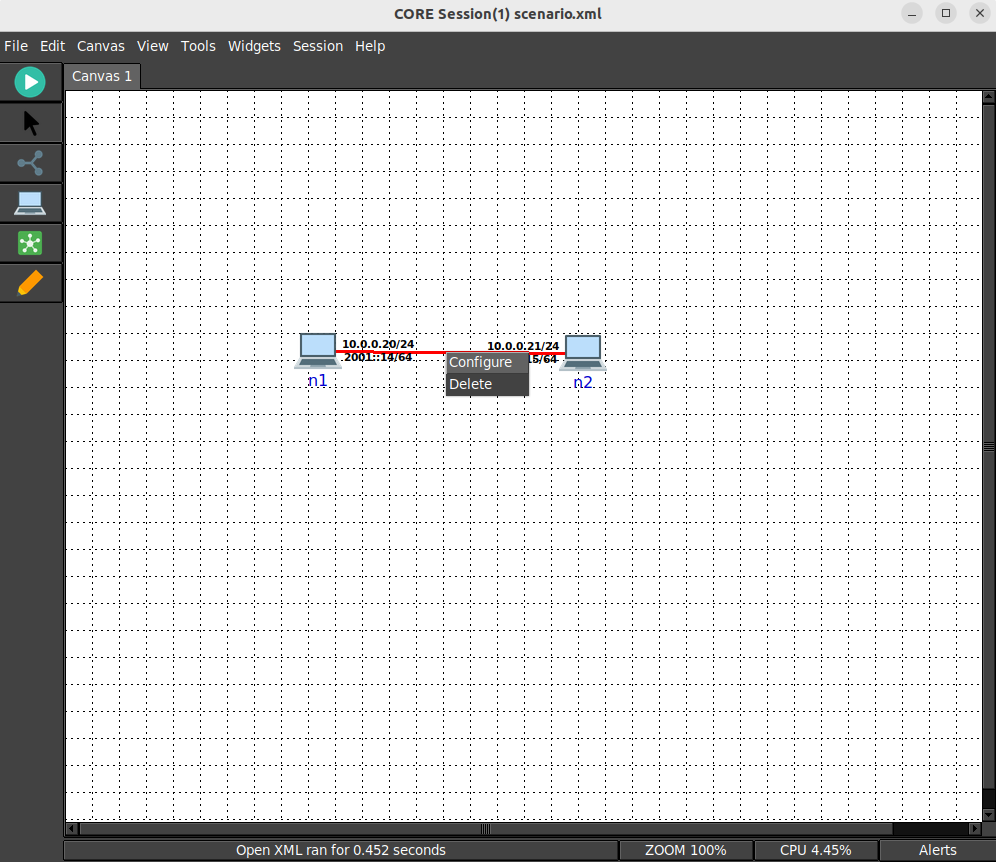 CORE Session(1) scenario.xml
File Edit Canvas View Tools Widgets Session Help
Canvas 1
10.0.0.20/24
2001::14/64
n1
10.0.0.21/24
15/64
n2
Configure
Delete
Open XML ran for 0.452 seconds
ZOOM 100%
CPU 4.45%
Alerts